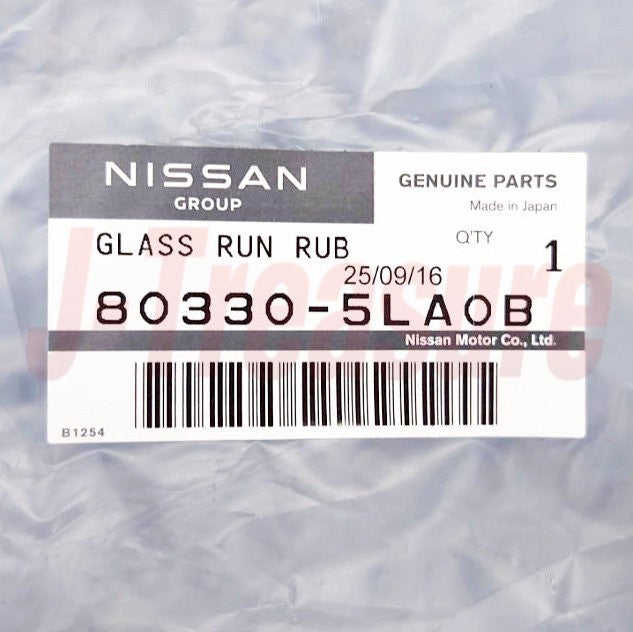 NISSAN
GROUP
GENUINE PARTS
Made in Japan
GLASS RUN RUB
Q'TY 1
25/09/16
80330-5LA0B
Nissan Motor Co., Ltd.
B1254
J-Treasure